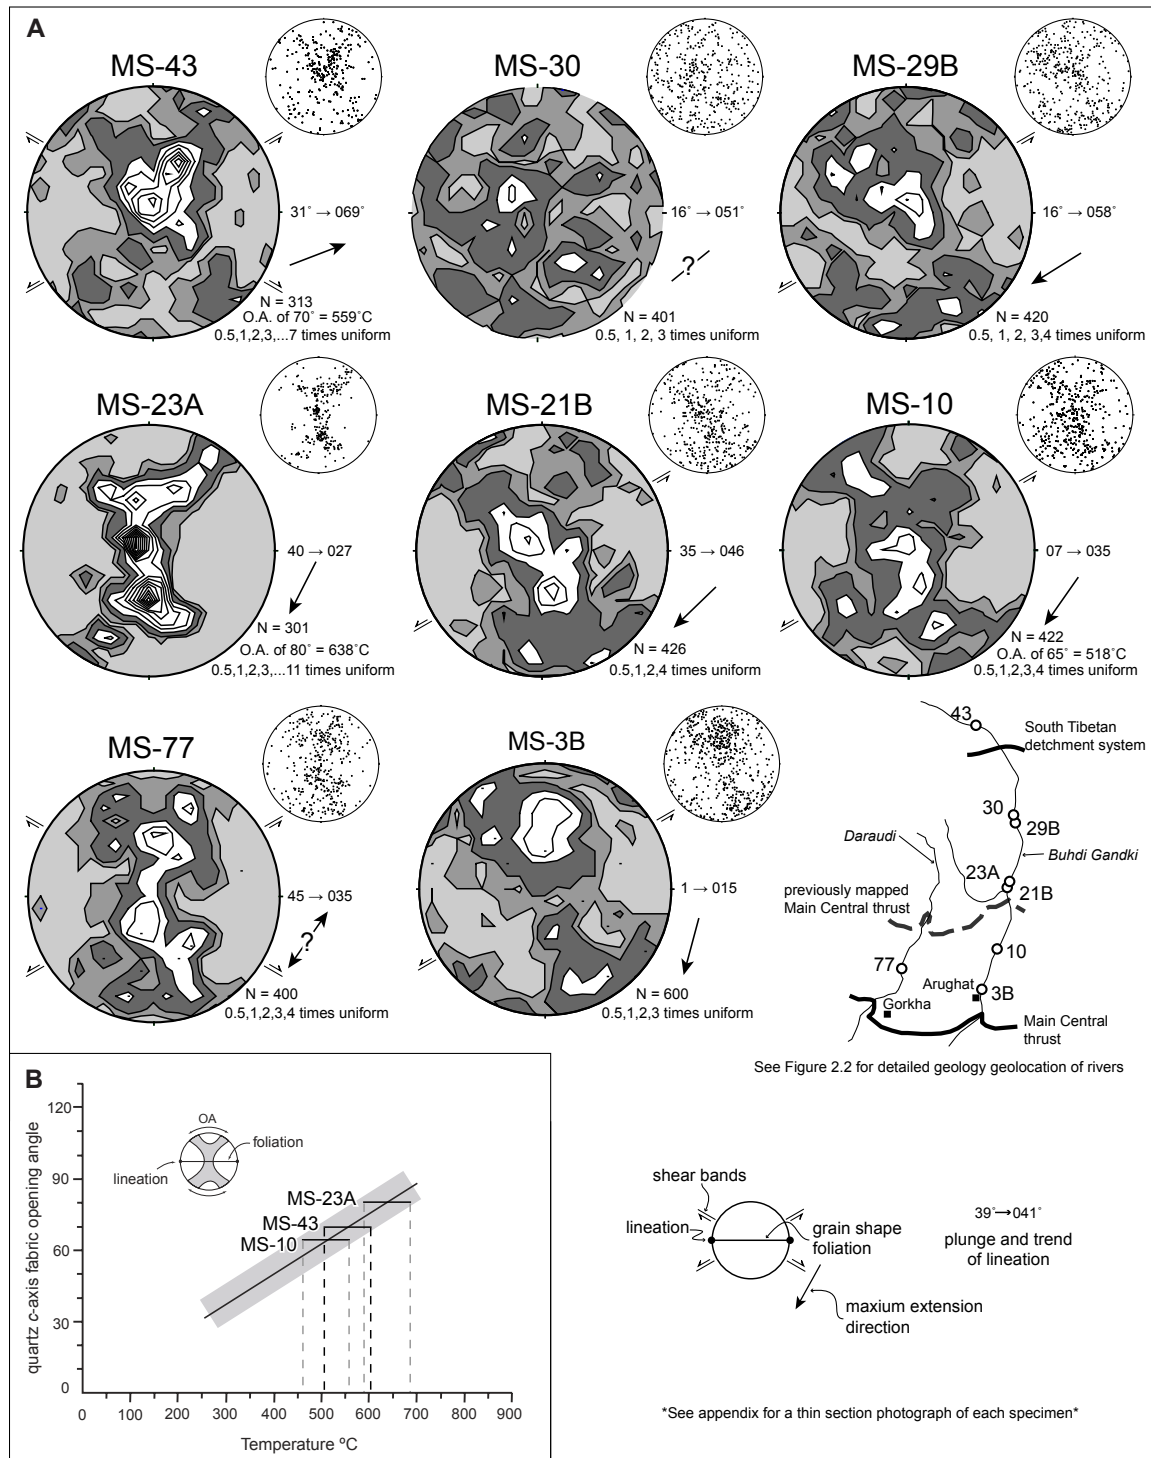 A
MS-43
MS-30
MS-29B
31° → 069°
16° → 051°
16° → 058°
?
N = 313
O.A. of 70° = 559°C
0.5,1,2,3,...7 times uniform
N = 401
0.5, 1, 2, 3 times uniform
N = 420
0.5, 1, 2, 3,4 times uniform
MS-23A
MS-21B
MS-10
40 → 027
35 → 046
07 → 035
N = 301
O.A. of 80° = 638°C
0.5,1,2,3,...11 times uniform
N = 426
0.5,1,2,4 times uniform
N = 422
O.A. of 65° = 518°C
0.5,1,2,3,4 times uniform
MS-77
MS-3B
45 → 035
1 → 015
?
N = 400
0.5,1,2,3,4 times uniform
N = 600
0.5,1,2,3 times uniform
43
South Tibetan
detchment system
30
29B
Daraudi
Buhdi Gandki
23A
21B
previously mapped
Main Central thrust
10
77
Arughat
3B
Gorkha
Main Central
thrust
See Figure 2.2 for detailed geology geolocation of rivers
B
quartz c-axis fabric opening angle
120
90
60
30
0
OA
foliation
lineation
MS-23A
MS-43
MS-10
0 100 200 300 400 500 600 700 800 900
Temperature ºC
shear bands
lineation
grain shape
foliation
maxium extension
direction
39°→041°
plunge and trend
of lineation
*See appendix for a thin section photograph of each specimen*